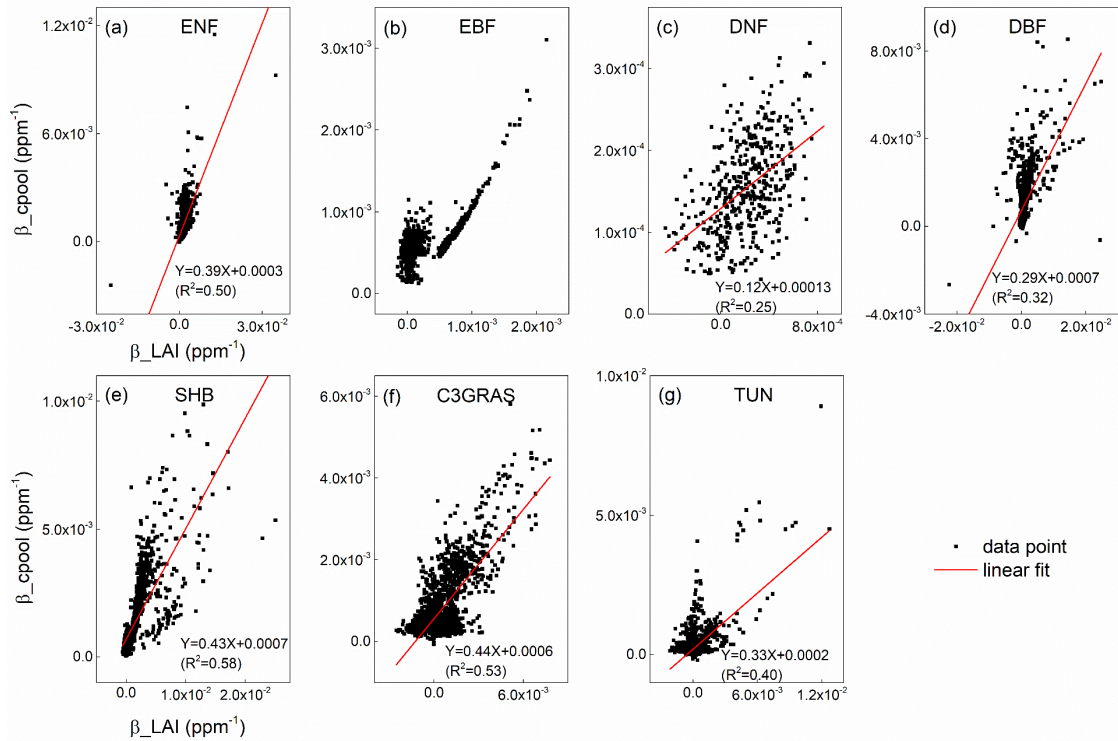 (a) ENF
1.2x10⁻²
6.0x10⁻³
0.0
β_cpool (ppm⁻¹)
Y=0.39X+0.0003
(R²=0.50)
-3.0x10⁻² 0.0 3.0x10⁻²
β_LAI (ppm⁻¹)
(b) EBF
3.0x10⁻³
2.0x10⁻³
1.0x10⁻³
0.0
0.0 1.0x10⁻³ 2.0x10⁻³
(c) DNF
3.0x10⁻⁴
2.0x10⁻⁴
1.0x10⁻⁴
0.0
Y=0.12X+0.00013
(R²=0.25)
0.0 8.0x10⁻⁴
(d) DBF
8.0x10⁻³
4.0x10⁻³
0.0
-4.0x10⁻³
Y=0.29X+0.0007
(R²=0.32)
-2.0x10⁻² 0.0 2.0x10⁻²
(e) SHB
1.0x10⁻²
5.0x10⁻³
0.0
β_cpool (ppm⁻¹)
Y=0.43X+0.0007
(R²=0.58)
0.0 1.0x10⁻² 2.0x10⁻²
β_LAI (ppm⁻¹)
(f) C3GRAS
6.0x10⁻³
4.0x10⁻³
2.0x10⁻³
0.0
Y=0.44X+0.0006
(R²=0.53)
0.0 6.0x10⁻³
(g) TUN
1.0x10⁻²
5.0x10⁻³
0.0
Y=0.33X+0.0002
(R²=0.40)
0.0 6.0x10⁻³ 1.2x10⁻²
data point
linear fit